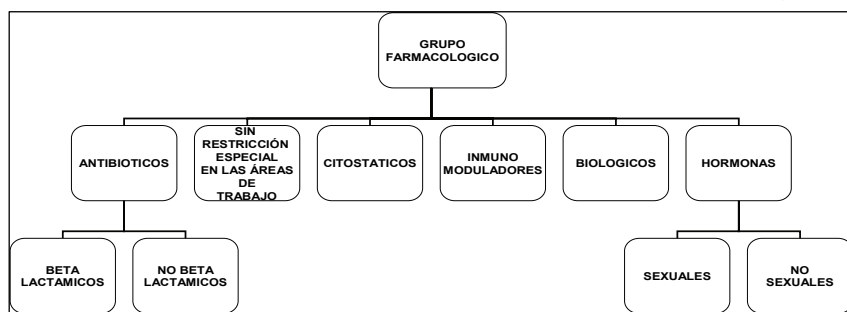 GRUPO
FARMACOLOGICO
ANTIBIOTICOS
SIN
RESTRICCIÓN
ESPECIAL
EN LAS ÁREAS
DE
TRABAJO
CITOSTATICOS
INMUNO
MODULADORES
BIOLOGICOS
HORMONAS
BETA
LACTAMICOS
NO BETA
LACTAMICOS
SEXUALES
NO
SEXUALES